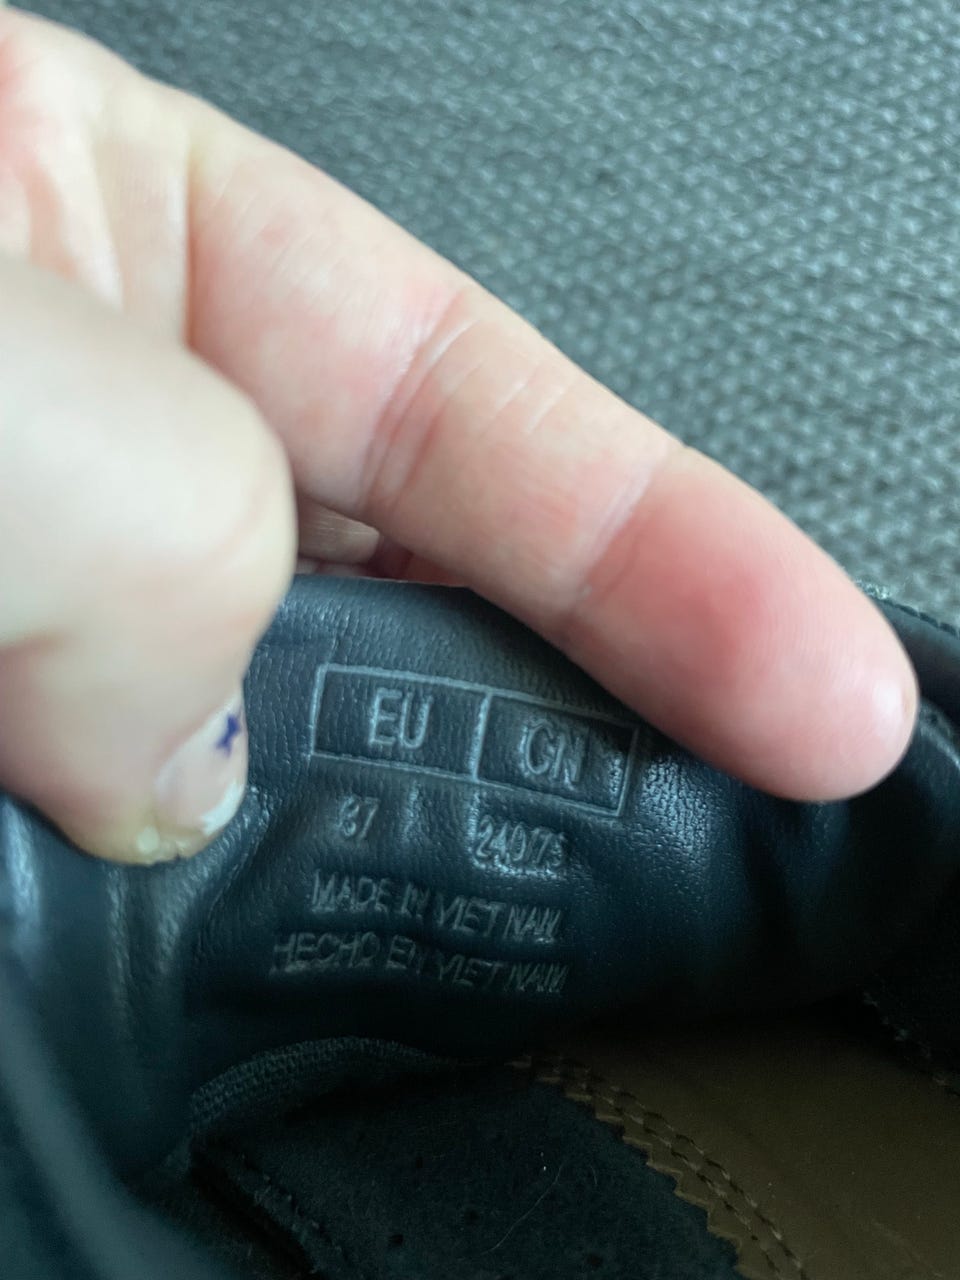 EU CN
37 240/73
MADE IN VIET NAM
HECHO EN VIET NAM